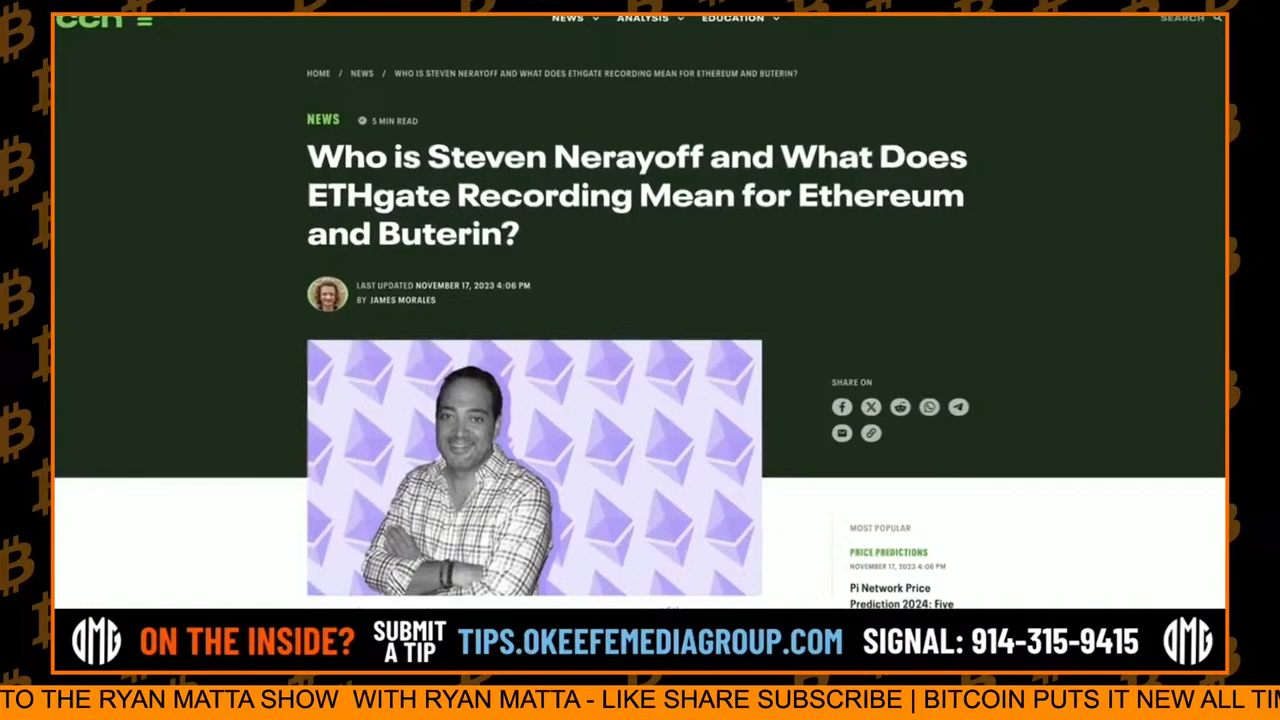 ccn
NEWS
ANALYSIS
EDUCATION
SEARCH
HOME / NEWS / WHO IS STEVEN NERAYOFF AND WHAT DOES ETHGATE RECORDING MEAN FOR ETHEREUM AND BUTERIN?
NEWS
5 MIN READ
Who is Steven Nerayoff and What Does
ETHgate Recording Mean for Ethereum
and Buterin?
LAST UPDATED NOVEMBER 17, 2023 4:06 PM
BY JAMES MORALES
SHARE ON
MOST POPULAR
PRICE PREDICTIONS
NOVEMBER 17, 2023 4:06 PM
Pi Network Price
Prediction 2024: Five
OMG
ON THE INSIDE?
SUBMIT
A TIP
TIPS.OKEEFEMEDIAGROUP.COM
SIGNAL: 914-315-9415
OMG
TO THE RYAN MATTA SHOW WITH RYAN MATTA - LIKE SHARE SUBSCRIBE | BITCOIN PUTS IT NEW ALL TI